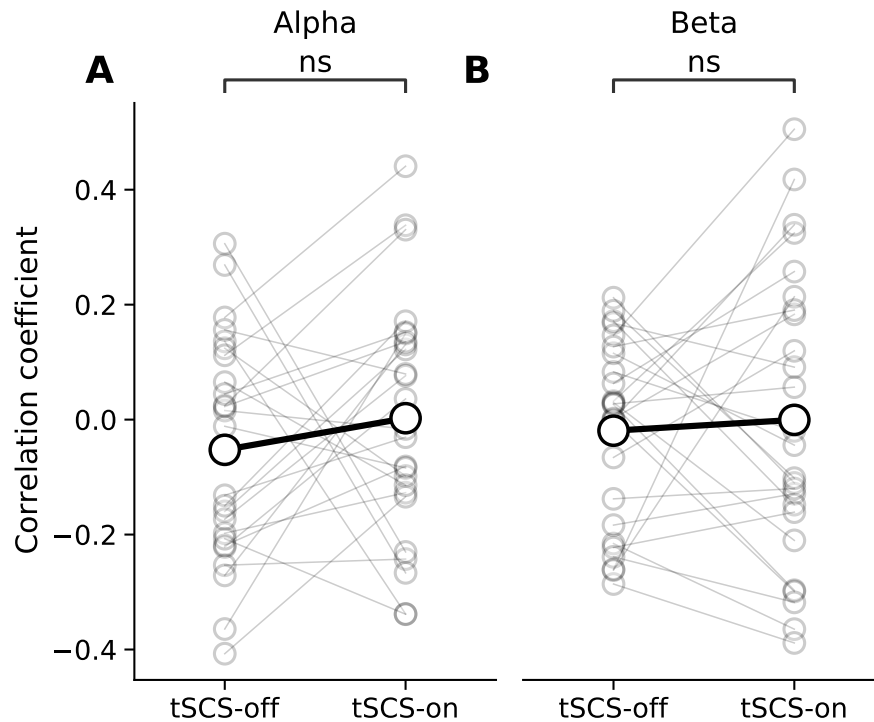 Alpha
Beta
A
ns
B
ns
Correlation coefficient
0.4
0.2
0.0
−0.2
−0.4
tSCS-off
tSCS-on
tSCS-off
tSCS-on